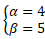 α = 4
β = 5